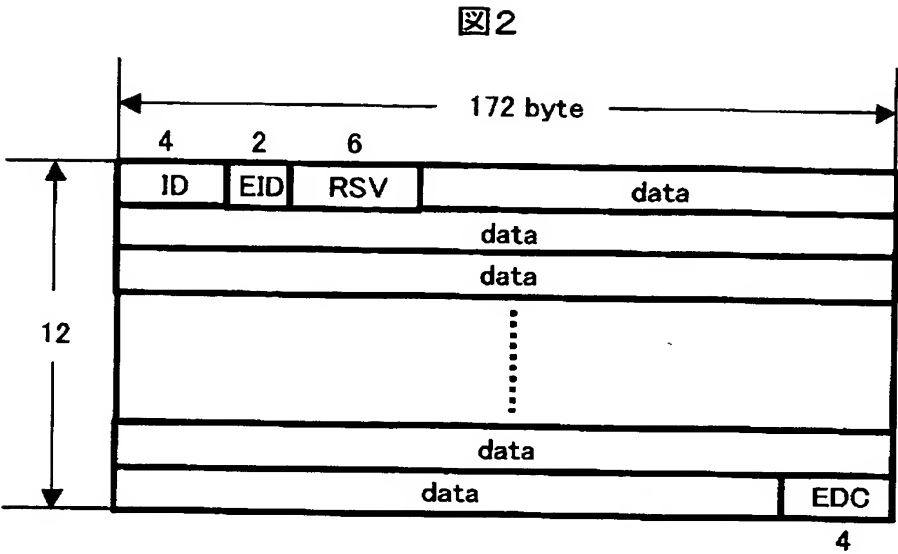 図2
172 byte
4 2 6
ID EID RSV data
data
data
12
data
data EDC
4